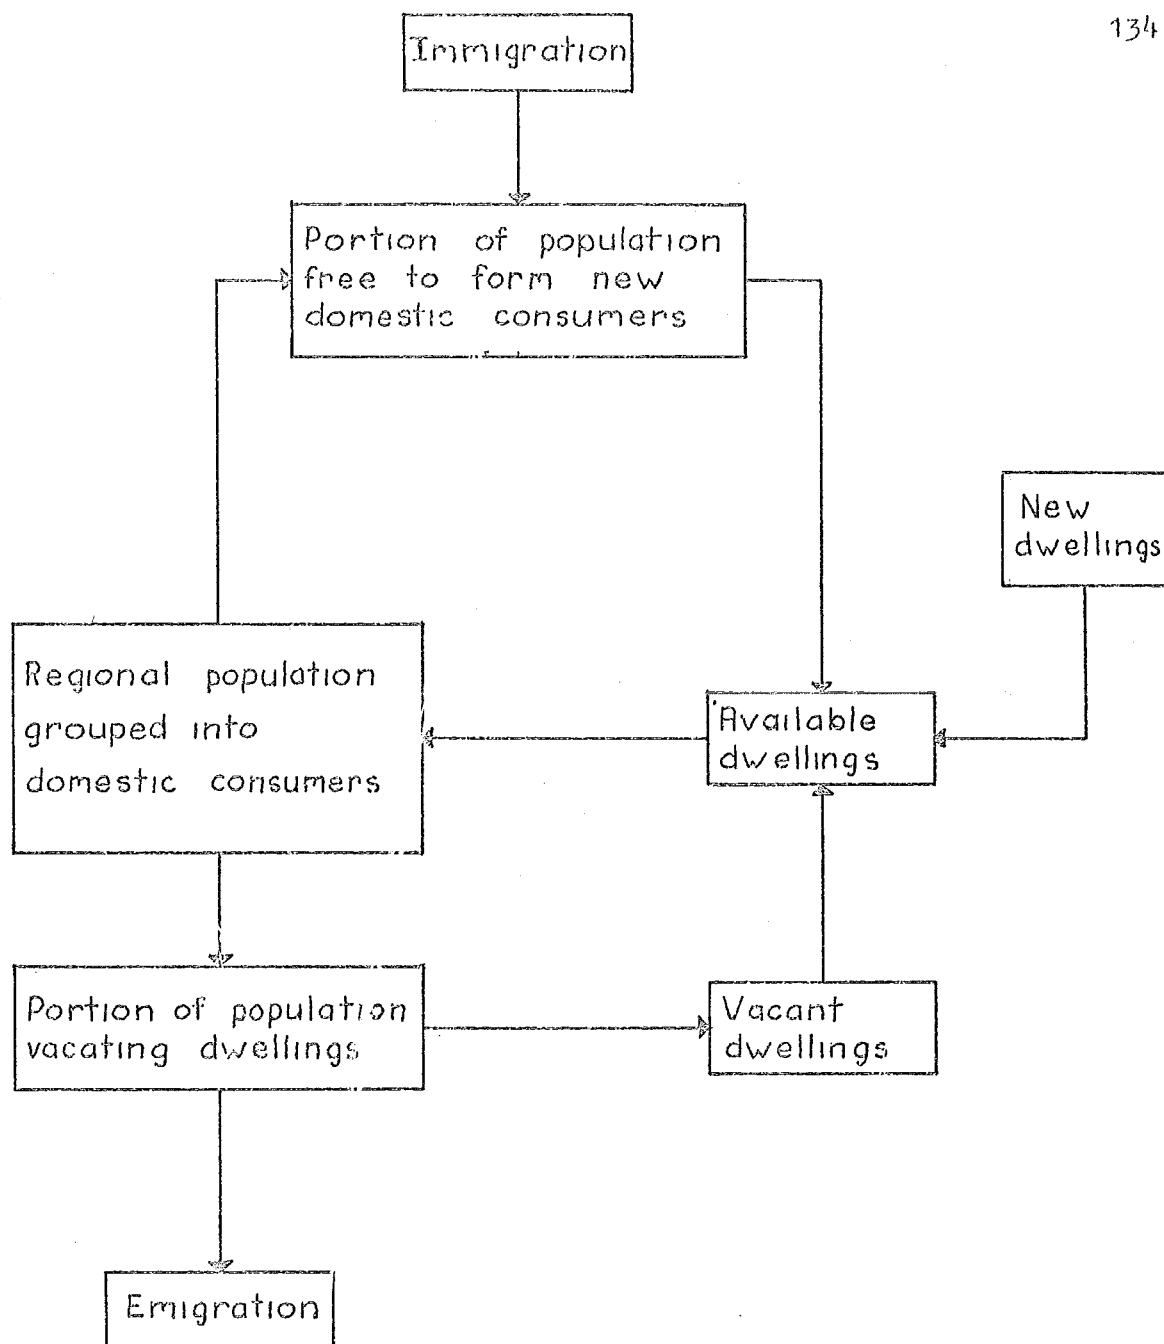 134
Immigration
Portion of population
free to form new
domestic consumers
New
dwellings
Regional population
grouped into
domestic consumers
Available
dwellings
Portion of population
vacating dwellings
Vacant
dwellings
Emigration